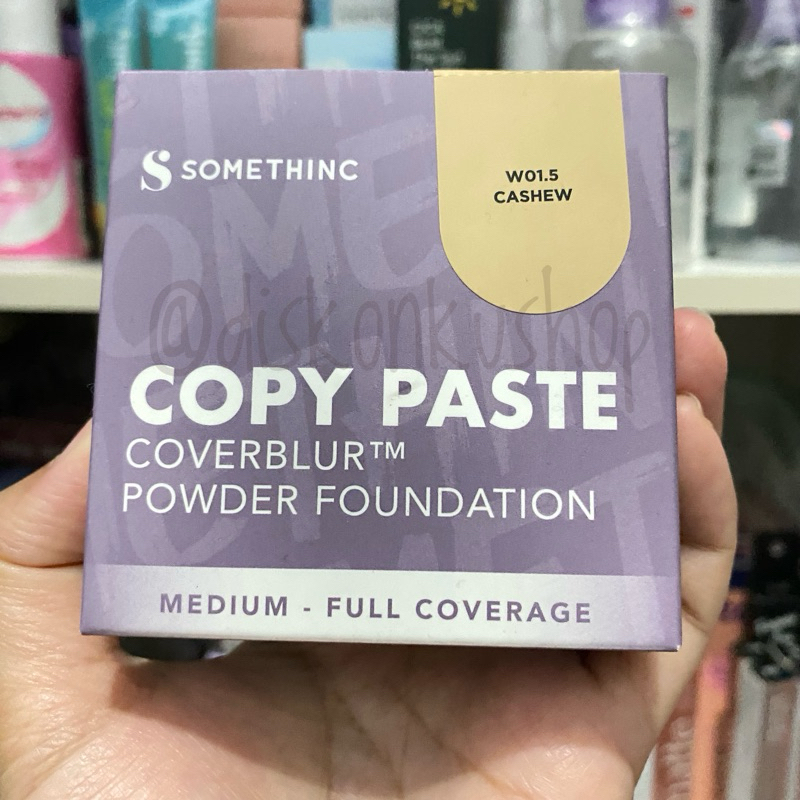 SOMETHINC
W01.5
CASHEW
@diskonkushop
COPY PASTE
COVERBLUR™
POWDER FOUNDATION
MEDIUM - FULL COVERAGE